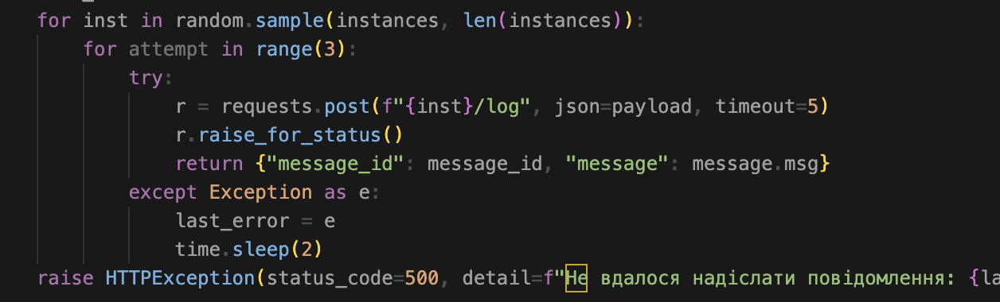 for inst in random.sample(instances, len(instances)):
for attempt in range(3):
try:
r = requests.post(f"{inst}/log", json=payload, timeout=5)
r.raise_for_status()
return {"message_id": message_id, "message": message.msg}
except Exception as e:
last_error = e
time.sleep(2)
raise HTTPException(status_code=500, detail=f"Не вдалося надіслати повідомлення: {la